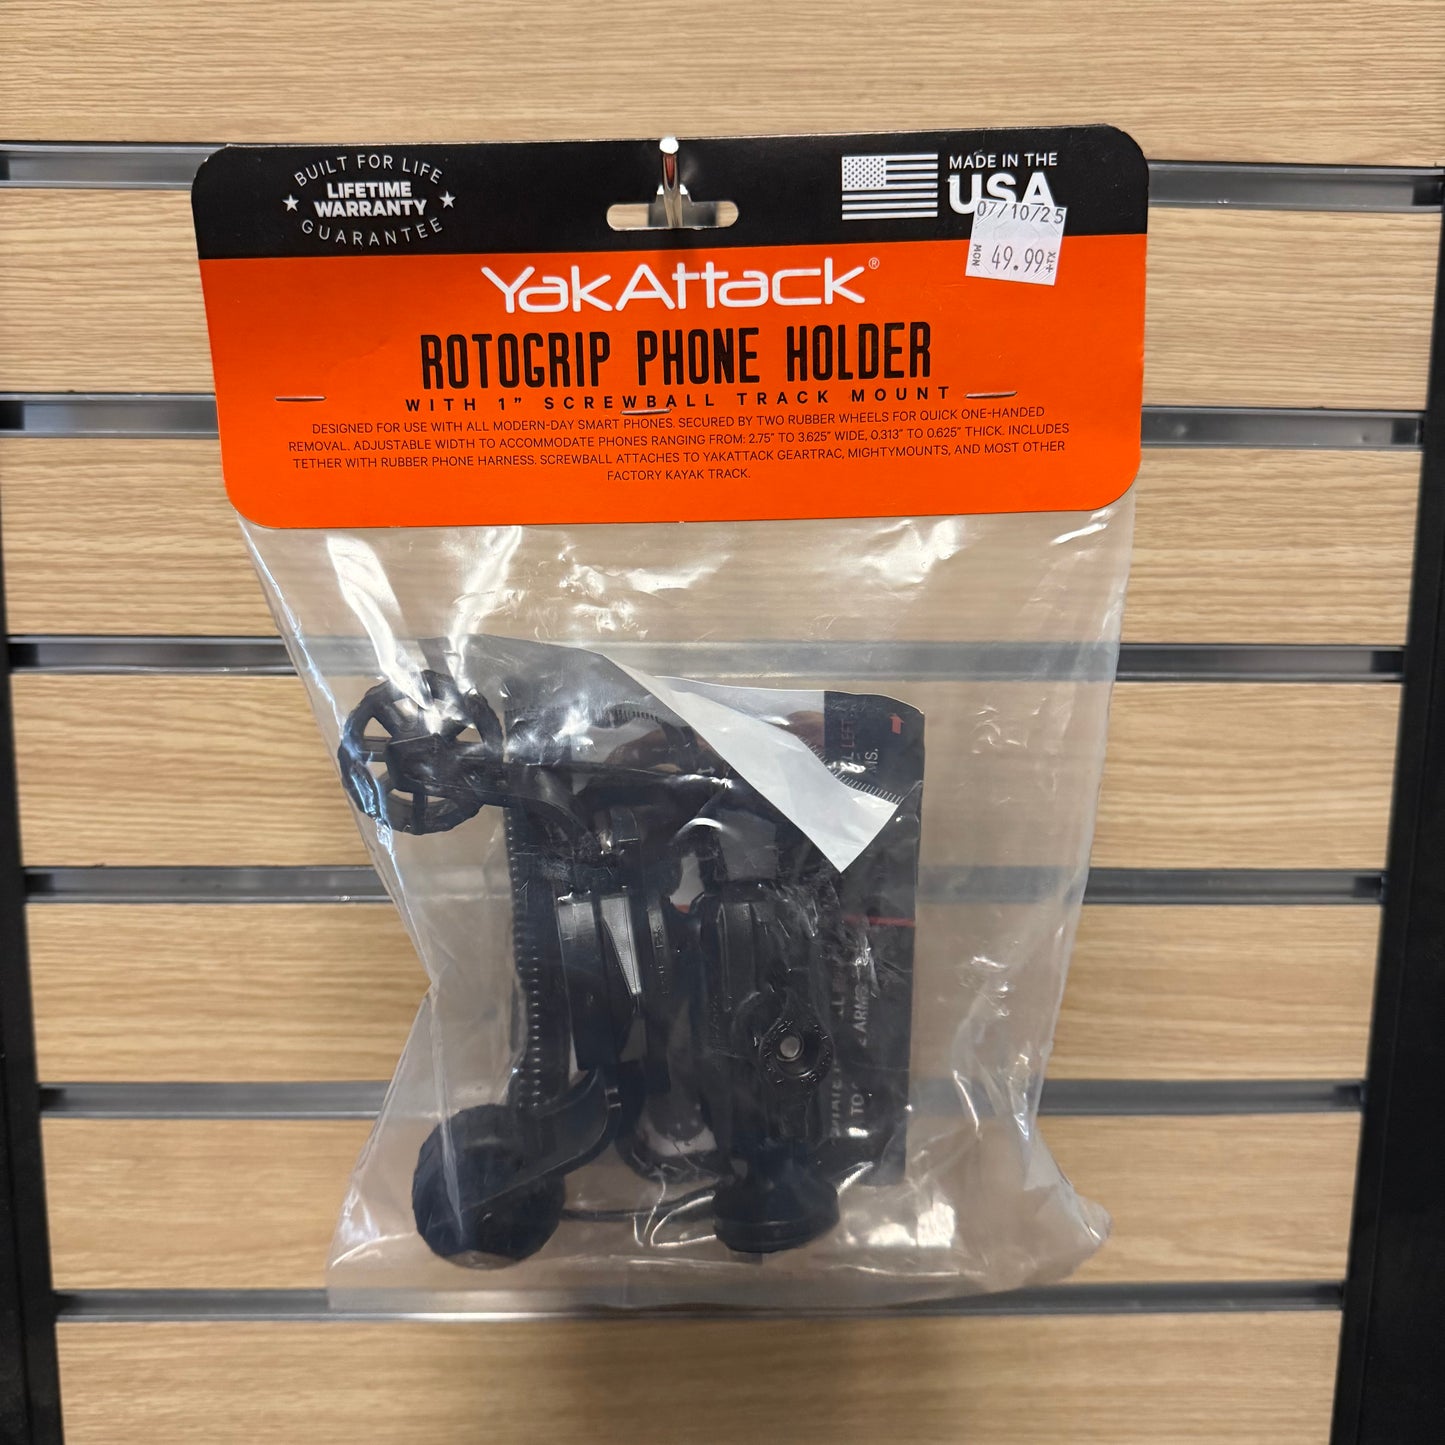 BUILT FOR LIFE
LIFETIME
WARRANTY
GUARANTEE
MADE IN THE
USA
07/10/25
MOM 49.99
YakAttack®
ROTOGRIP PHONE HOLDER
WITH 1" SCREWBALL TRACK MOUNT
DESIGNED FOR USE WITH ALL MODERN-DAY SMART PHONES. SECURED BY TWO RUBBER WHEELS FOR QUICK ONE-HANDED
REMOVAL. ADJUSTABLE WIDTH TO ACCOMMODATE PHONES RANGING FROM: 2.75" TO 3.625" WIDE, 0.313" TO 0.625" THICK. INCLUDES
TETHER WITH RUBBER PHONE HARNESS. SCREWBALL ATTACHES TO YAKATTACK GEARTRAC, MIGHTYMOUNTS, AND MOST OTHER
FACTORY KAYAK TRACK.
LEFT
ARMS
TO